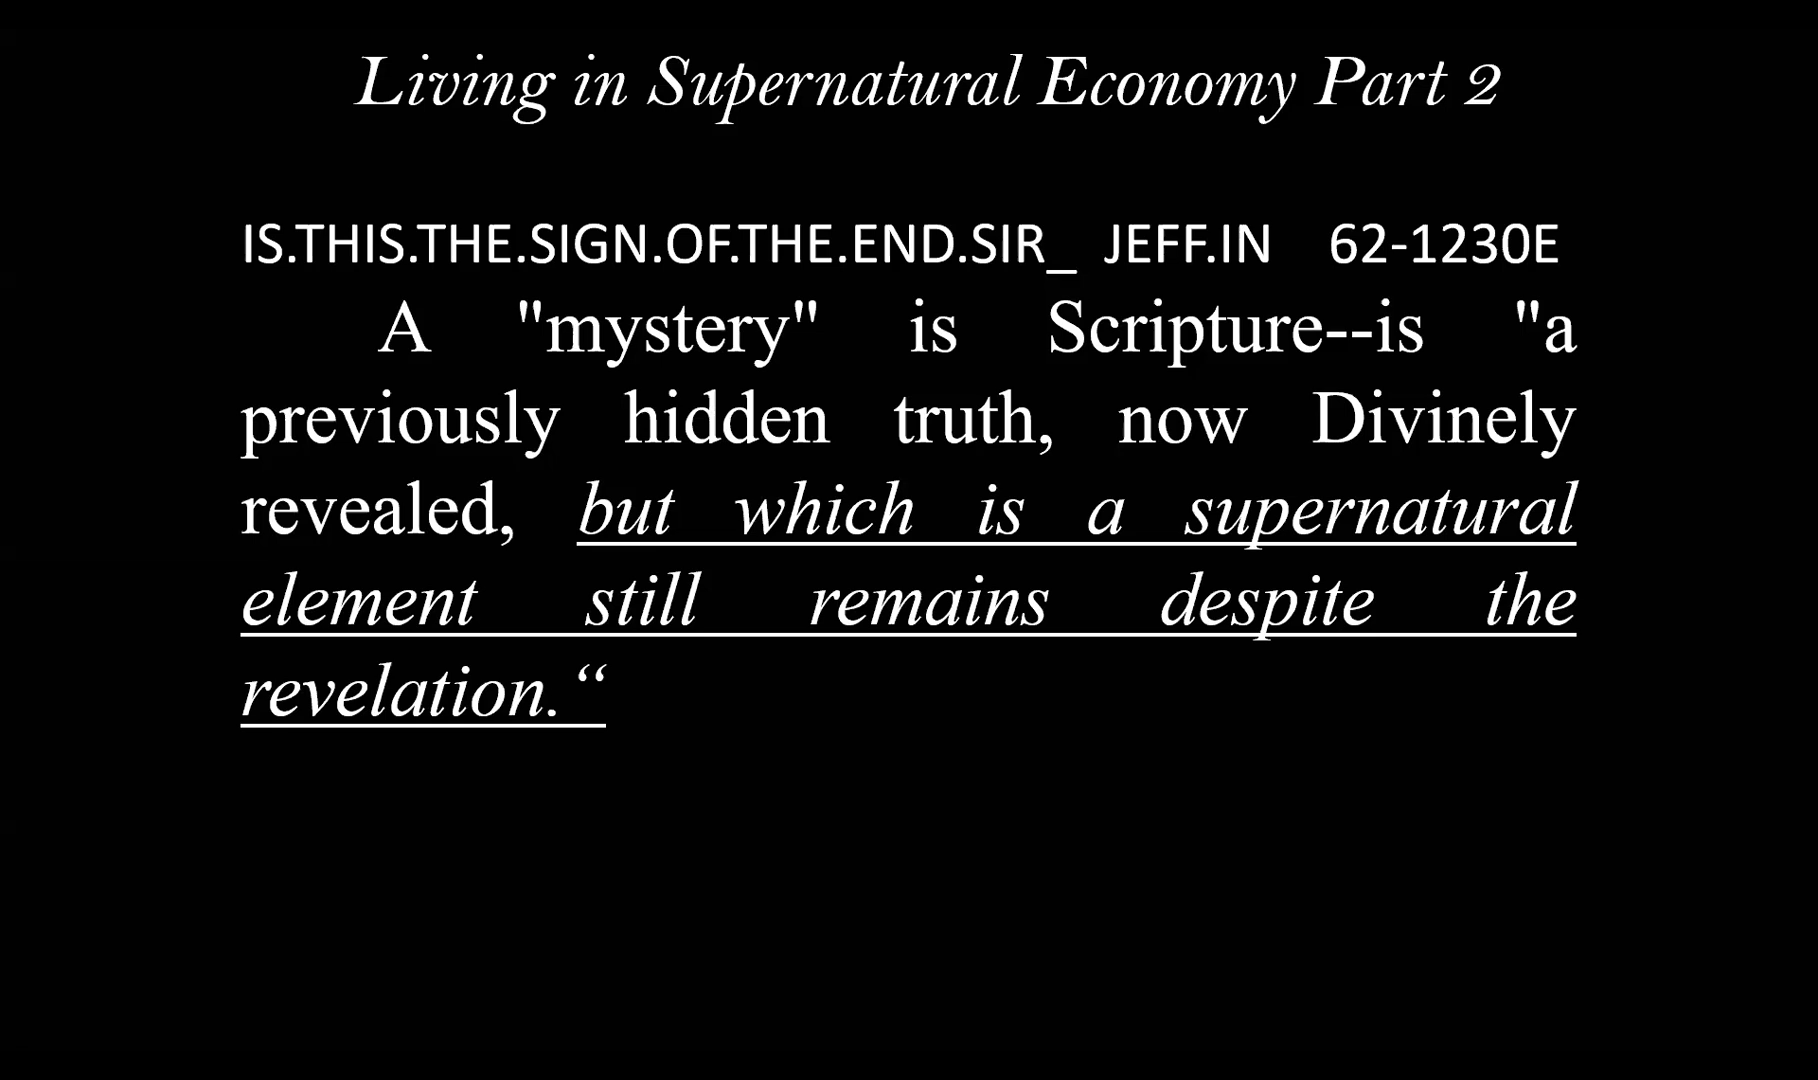 Living in Supernatural Economy Part 2
IS.THIS.THE.SIGN.OF.THE.END.SIR_ JEFF.IN 62-1230E
A "mystery" is Scripture--is "a
previously hidden truth, now Divinely
revealed, but which is a supernatural
element still remains despite the
revelation.“